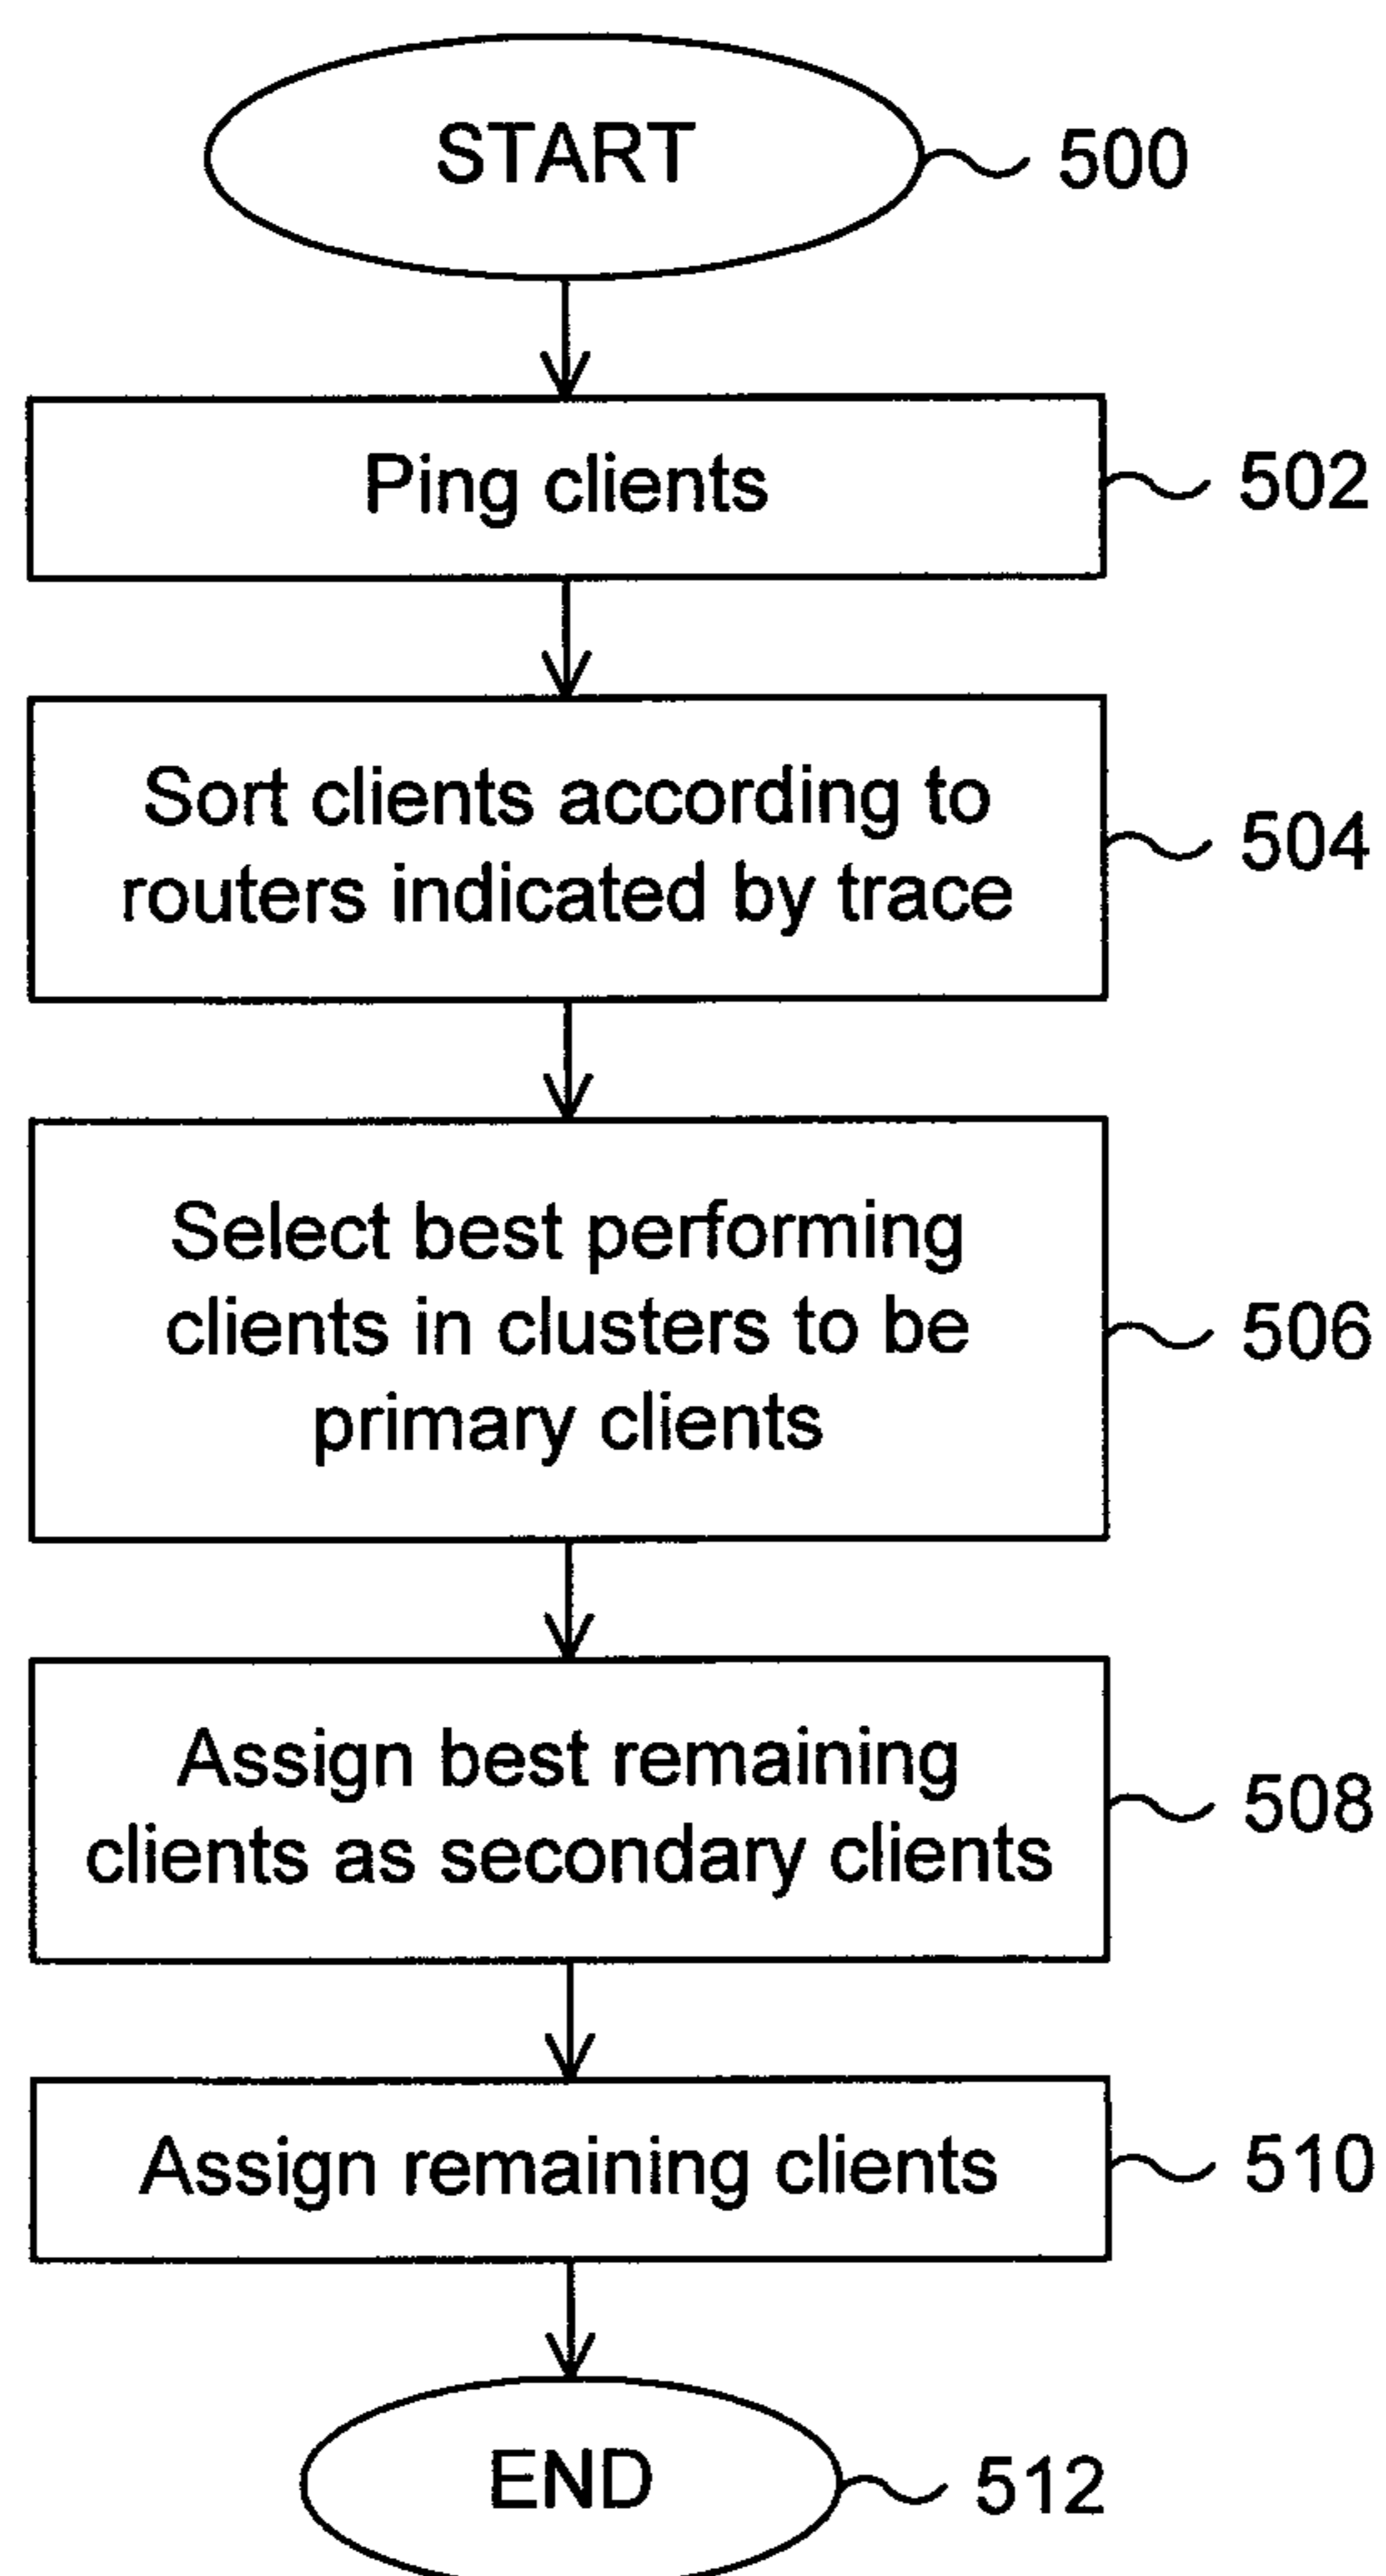 START
500
Ping clients
502
Sort clients according to
routers indicated by trace
504
Select best performing
clients in clusters to be
primary clients
506
Assign best remaining
clients as secondary clients
508
Assign remaining clients
510
END
512